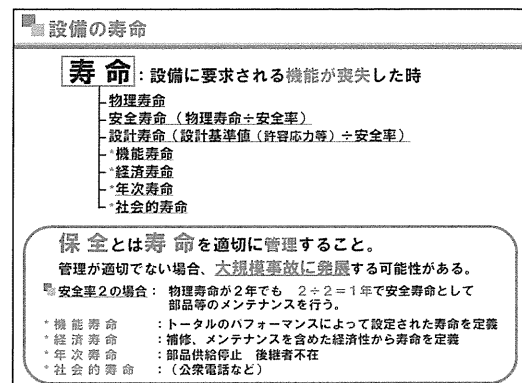 設備の寿命
寿命：設備に要求される機能が喪失した時
物理寿命
安全寿命（物理寿命÷安全率）
設計寿命（設計基準値（許容応力等）÷安全率）
*機能寿命
*経済寿命
*年次寿命
*社会的寿命
保全とは寿命を適切に管理すること。
管理が適切でない場合、大規模事故に発展する可能性がある。
安全率２の場合： 物理寿命が２年でも ２÷２＝１年で安全寿命として
部品等のメンテナンスを行う。
*機能寿命 ：トータルのパフォーマンスによって設定された寿命を定義
*経済寿命 ：補修、メンテナンスを含めた経済性から寿命を定義
*年次寿命 ：部品供給停止 後継者不在
*社会的寿命 ：（公衆電話など）